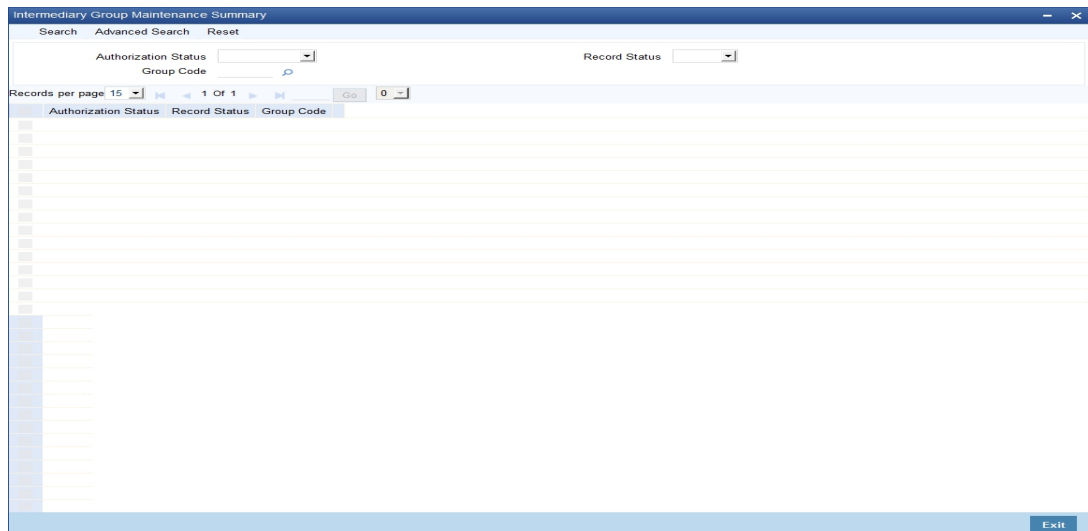 Intermediary Group Maintenance Summary
Search Advanced Search Reset
Authorization Status Record Status
Group Code
Records per page 15 1 Of 1 Go 0
Authorization Status Record Status Group Code
Exit